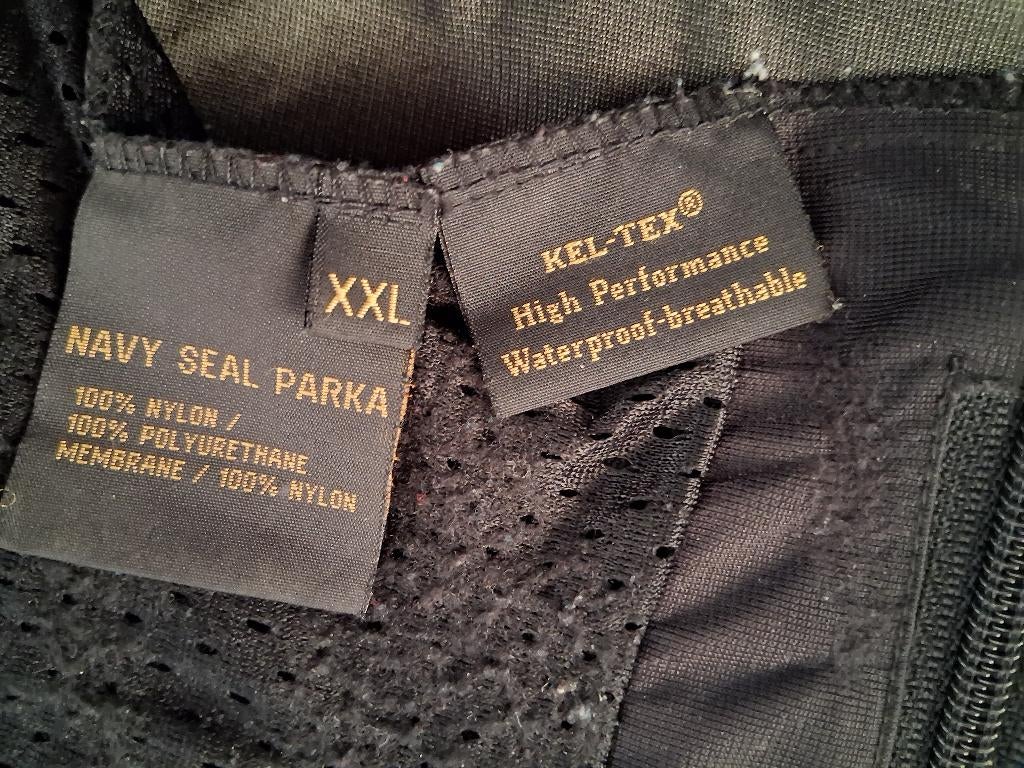 XXL
NAVY SEAL PARKA
100% NYLON /
100% POLYURETHANE
MEMBRANE / 100% NYLON
KEL-TEX®
High Performance
Waterproof-breathable